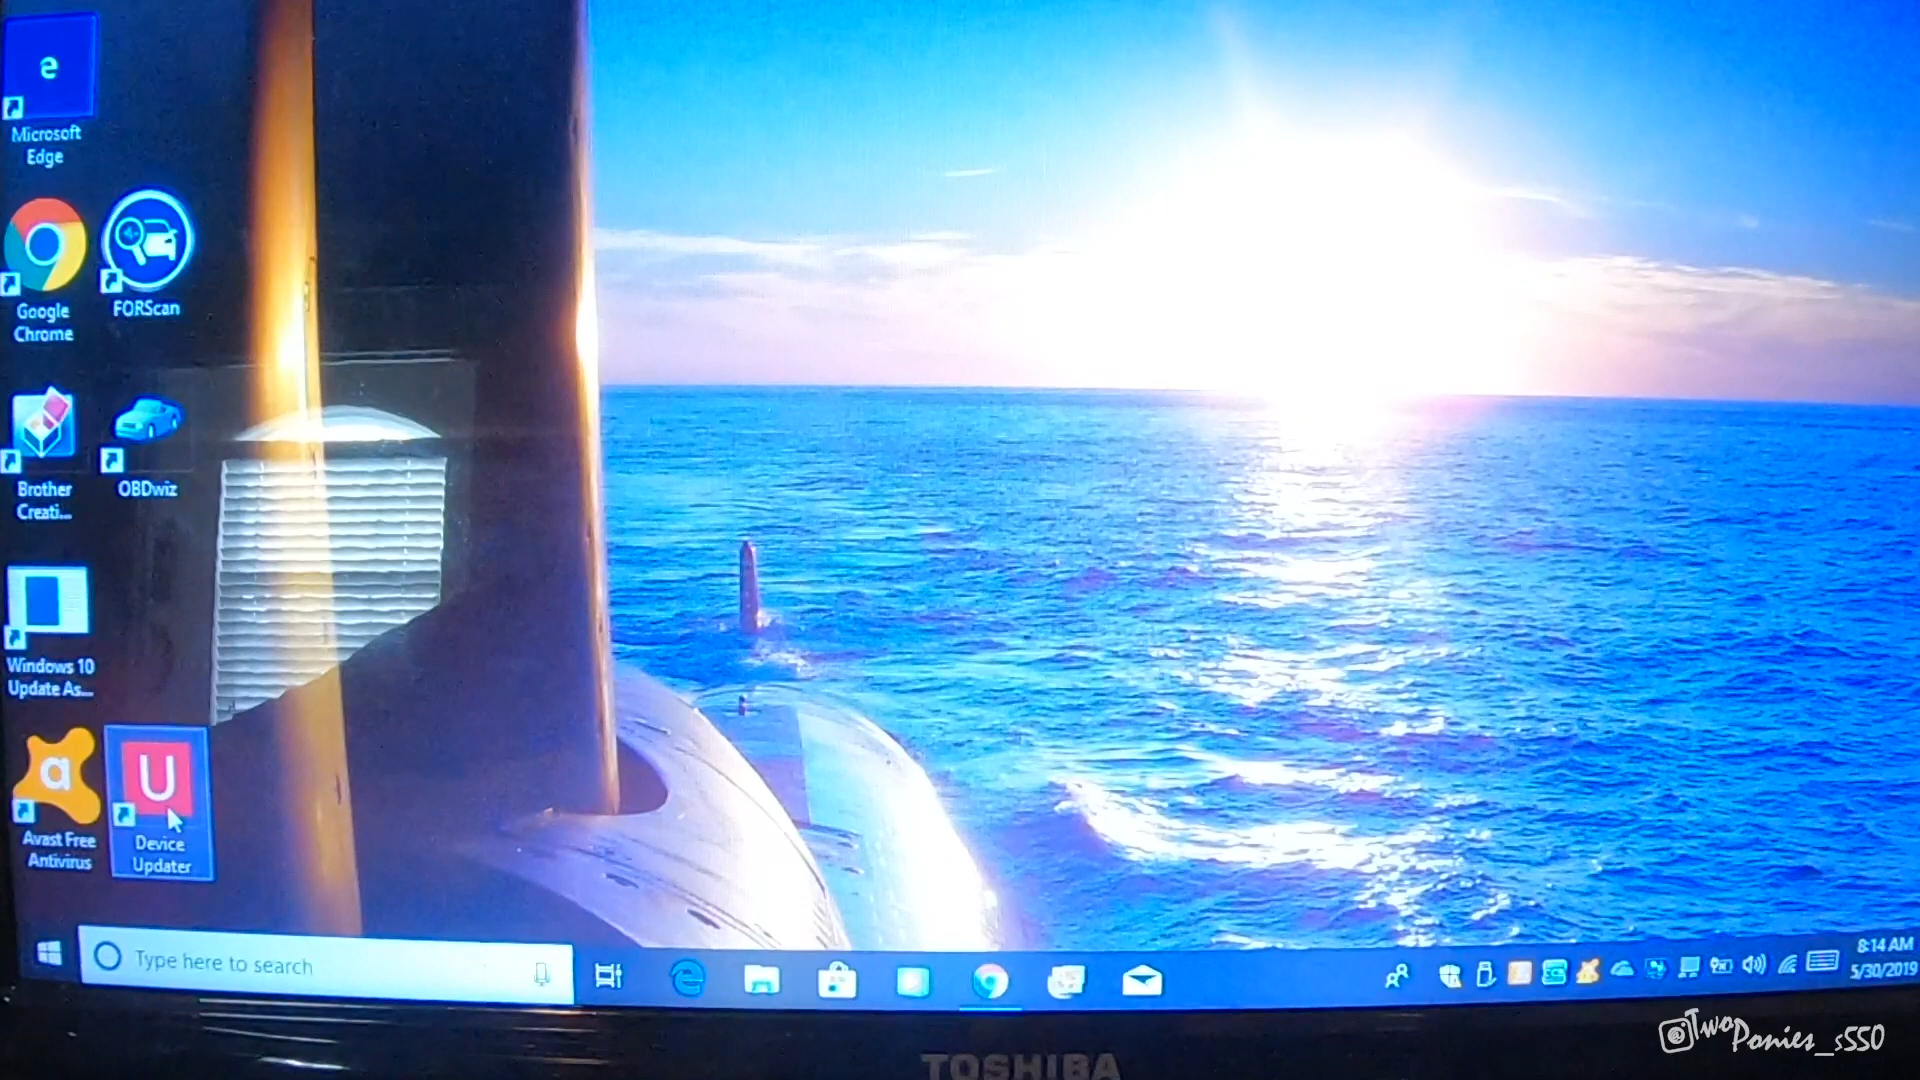 e
Microsoft
Edge
Google
Chrome
FORScan
Brother
Creati...
OBDwiz
Windows 10
Update As...
a
Avast Free
Antivirus
U
Device
Updater
Type here to search
8:14 AM
5/30/2019
TOSHIBA
TwoPonies_s550